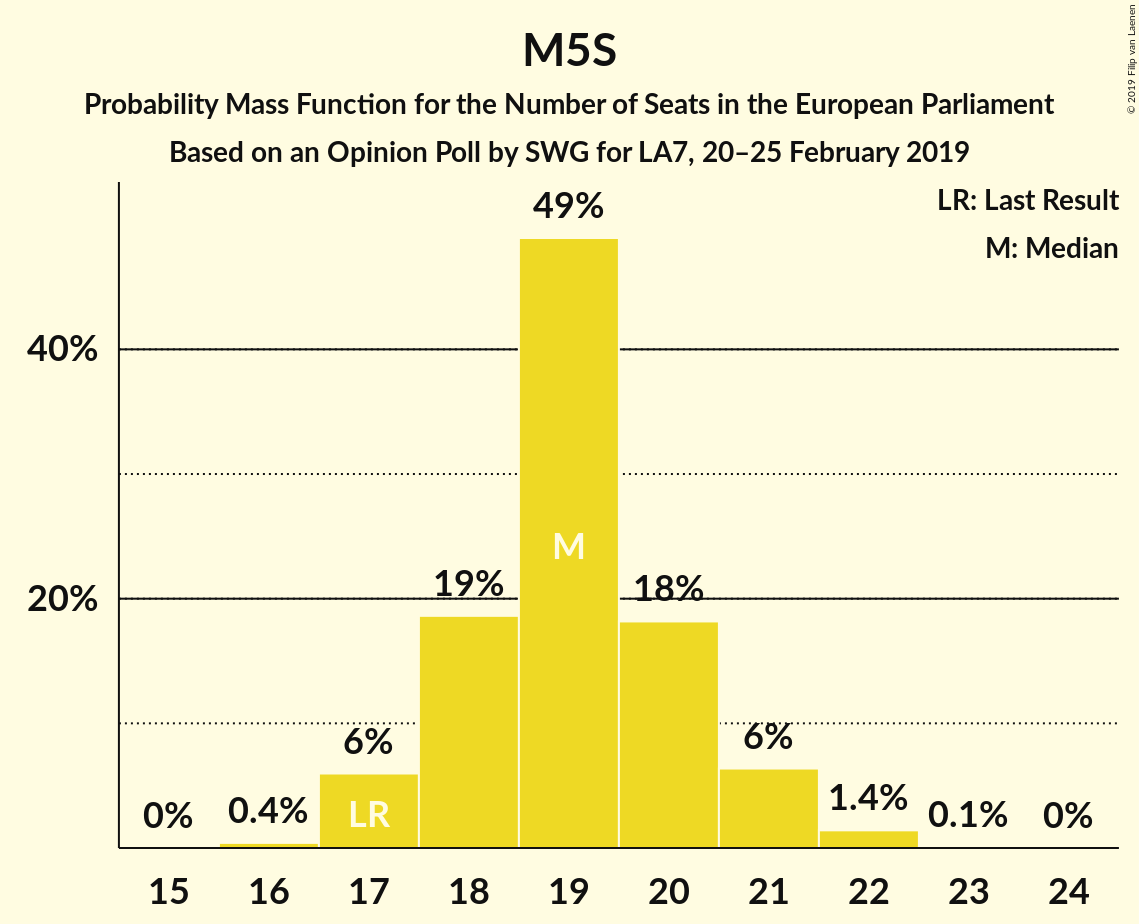 M5S
Probability Mass Function for the Number of Seats in the European Parliament
Based on an Opinion Poll by SWG for LA7, 20–25 February 2019
© 2019 Filip van Laenen
LR: Last Result
M: Median
40%
20%
0%
0.4%
6%
19%
49%
18%
6%
1.4%
0.1%
0%
LR
M
15 16 17 18 19 20 21 22 23 24